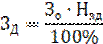 Зд = Зо · Нзд / 100%